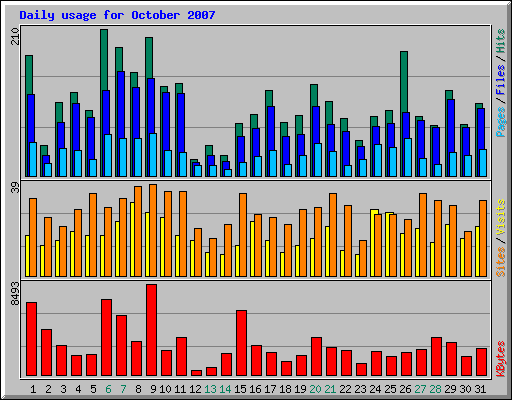 Daily usage for October 2007
210
Pages / Files / Hits
39
Sites / Visits
8493
KBytes
1 2 3 4 5 6 7 8 9 10 11 12 13 14 15 16 17 18 19 20 21 22 23 24 25 26 27 28 29 30 31